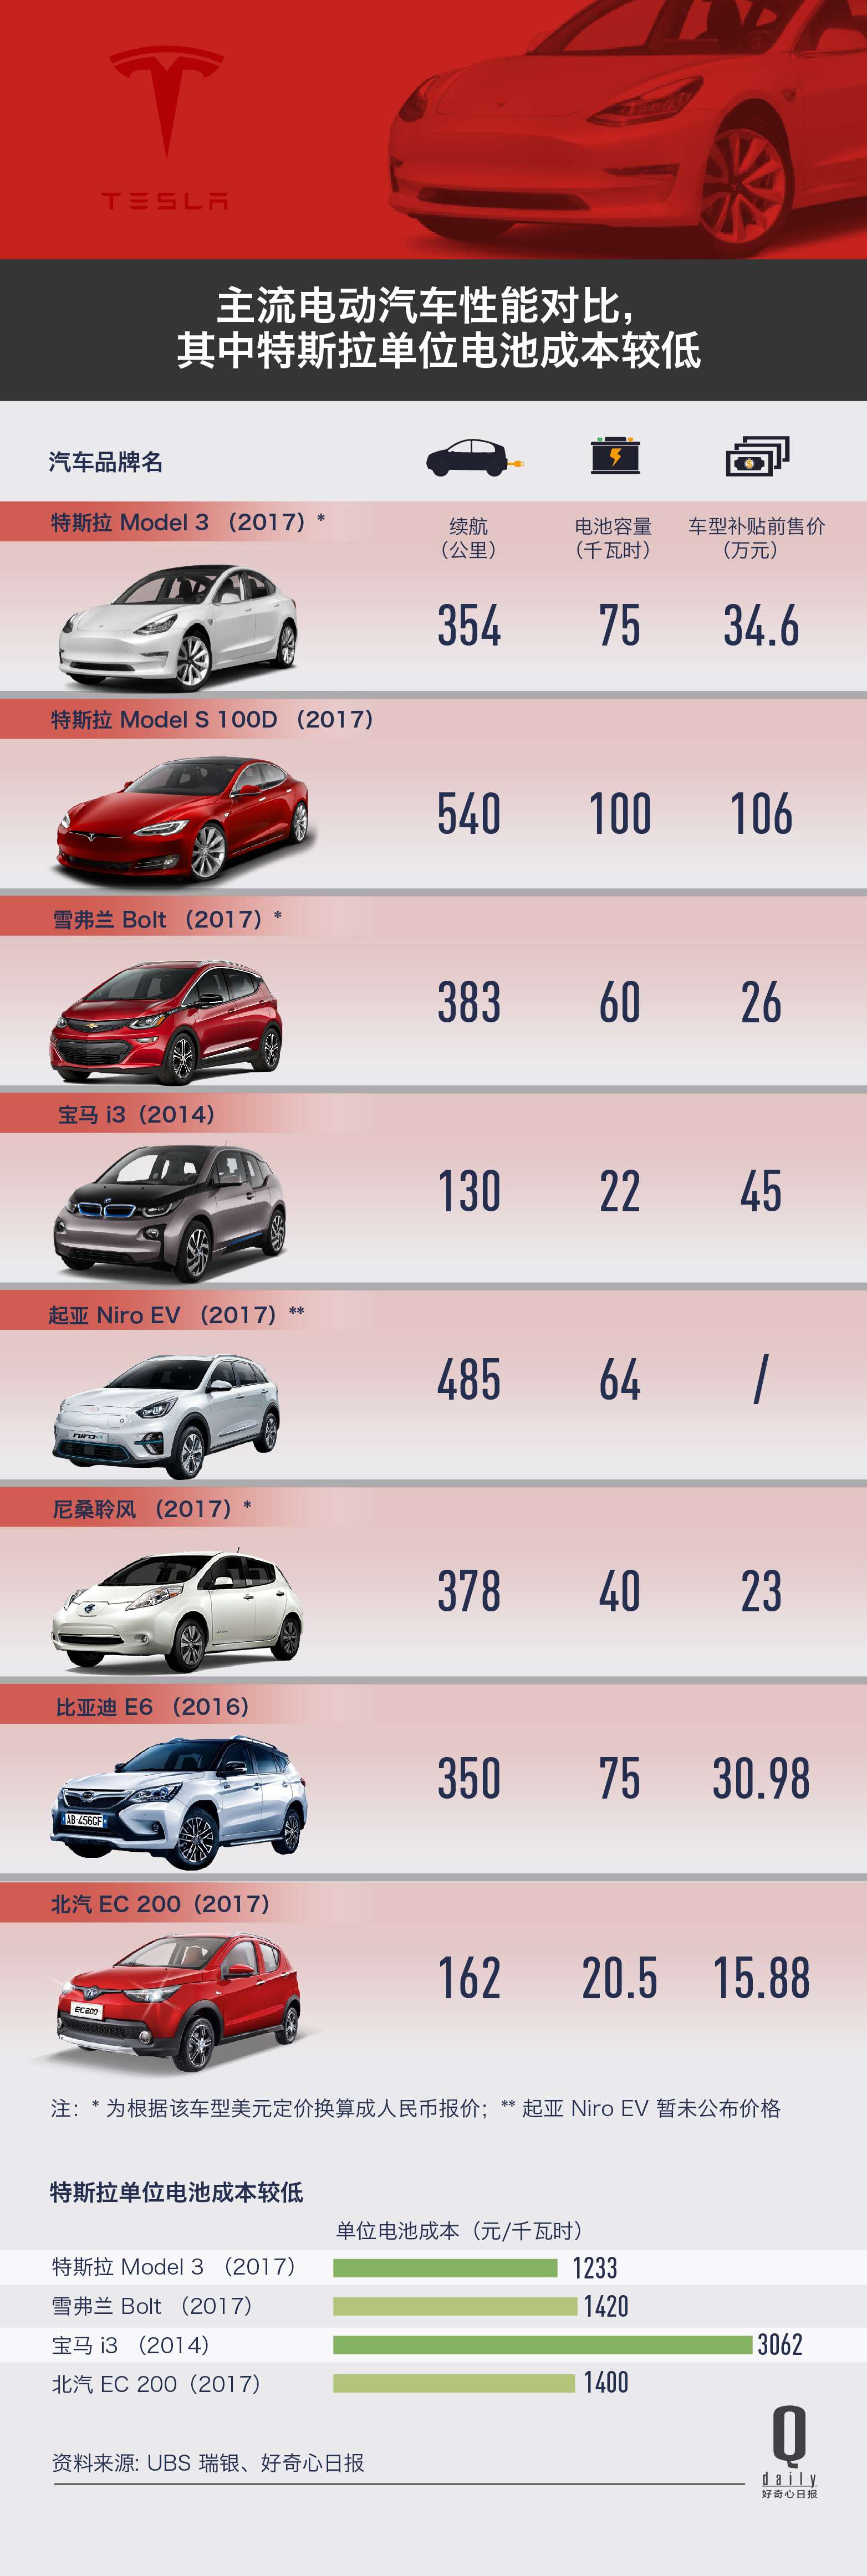 TESLA
主流电动汽车性能对比,
其中特斯拉单位电池成本较低
汽车品牌名
特斯拉 Model 3 （2017）*
续航 电池容量 车型补贴前售价
（公里） （千瓦时） （万元）
354 75 34.6
特斯拉 Model S 100D （2017）
540 100 106
雪弗兰 Bolt （2017）*
383 60 26
宝马 i3（2014）
130 22 45
起亚 Niro EV （2017）**
485 64 /
niro
尼桑聆风 （2017）*
378 40 23
比亚迪 E6 （2016）
350 75 30.98
AB·456GF
北汽 EC 200（2017）
162 20.5 15.88
EC200
注：* 为根据该车型美元定价换算成人民币报价；** 起亚 Niro EV 暂未公布价格
特斯拉单位电池成本较低
单位电池成本（元/千瓦时）
特斯拉 Model 3 （2017） 1233
雪弗兰 Bolt （2017） 1420
宝马 i3 （2014） 3062
北汽 EC 200（2017） 1400
资料来源: UBS 瑞银、好奇心日报
Q
daily
好奇心日报